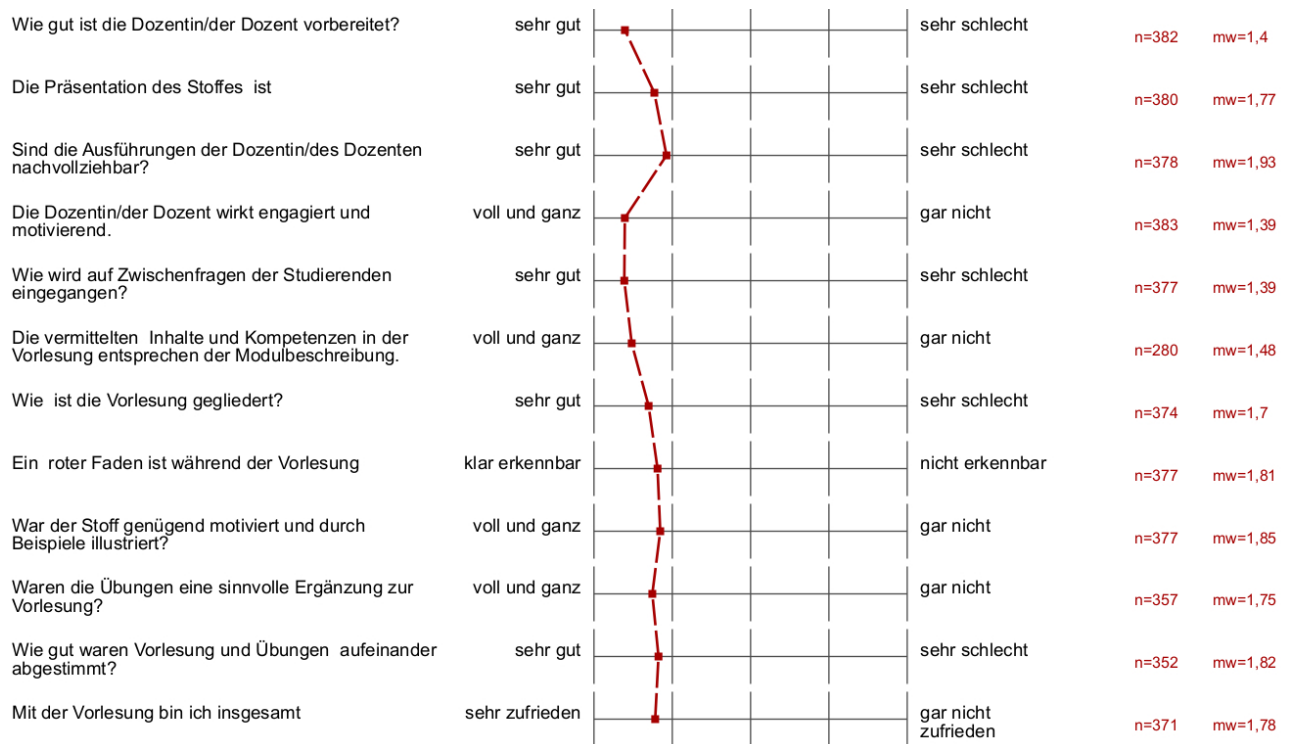 Wie gut ist die Dozentin/der Dozent vorbereitet? sehr gut sehr schlecht n=382 mw=1,4
Die Präsentation des Stoffes ist sehr gut sehr schlecht n=380 mw=1,77
Sind die Ausführungen der Dozentin/des Dozenten sehr gut sehr schlecht n=378 mw=1,93
nachvollziehbar?
Die Dozentin/der Dozent wirkt engagiert und voll und ganz gar nicht n=383 mw=1,39
motivierend.
Wie wird auf Zwischenfragen der Studierenden sehr gut sehr schlecht n=377 mw=1,39
eingegangen?
Die vermittelten Inhalte und Kompetenzen in der voll und ganz gar nicht n=280 mw=1,48
Vorlesung entsprechen der Modulbeschreibung.
Wie ist die Vorlesung gegliedert? sehr gut sehr schlecht n=374 mw=1,7
Ein roter Faden ist während der Vorlesung klar erkennbar nicht erkennbar n=377 mw=1,81
War der Stoff genügend motiviert und durch voll und ganz gar nicht n=377 mw=1,85
Beispiele illustriert?
Waren die Übungen eine sinnvolle Ergänzung zur voll und ganz gar nicht n=357 mw=1,75
Vorlesung?
Wie gut waren Vorlesung und Übungen aufeinander sehr gut sehr schlecht n=352 mw=1,82
abgestimmt?
Mit der Vorlesung bin ich insgesamt sehr zufrieden gar nicht n=371 mw=1,78
zufrieden